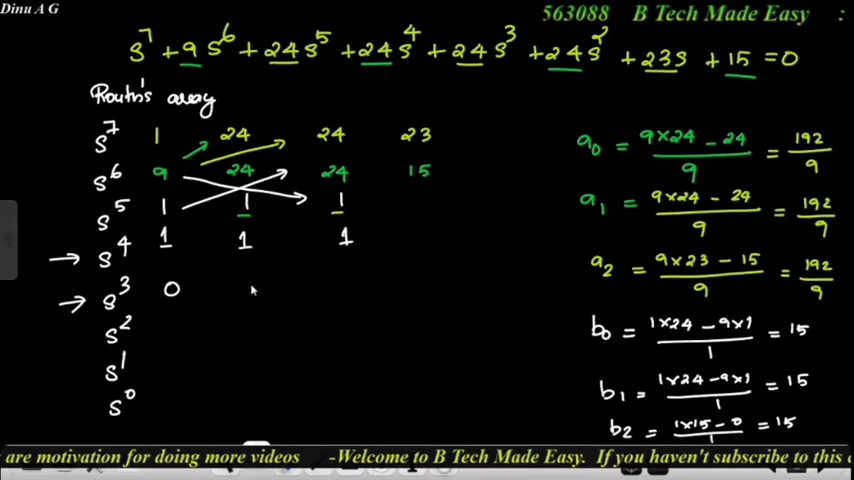 Dinu A G
563088 B Tech Made Easy :
s⁷ + 9s⁶ + 24s⁵ + 24s⁴ + 24s³ + 24s² + 23s + 15 = 0
Routh's array
s⁷ 1 24 24 23
s⁶ 9 24 24 15
s⁵ 1 1 1
→ s⁴ 1 1 1
→ s³ 0
s²
s¹
s⁰
a₀ = (9×24 - 24)/9 = 192/9
a₁ = (9×24 - 24)/9 = 192/9
a₂ = (9×23 - 15)/9 = 192/9
b₀ = (1×24 - 9×1)/1 = 15
b₁ = (1×24 - 9×1)/1 = 15
b₂ = (1×15 - 0)/1 = 15
are motivation for doing more videos -Welcome to B Tech Made Easy. If you haven't subscribe to this